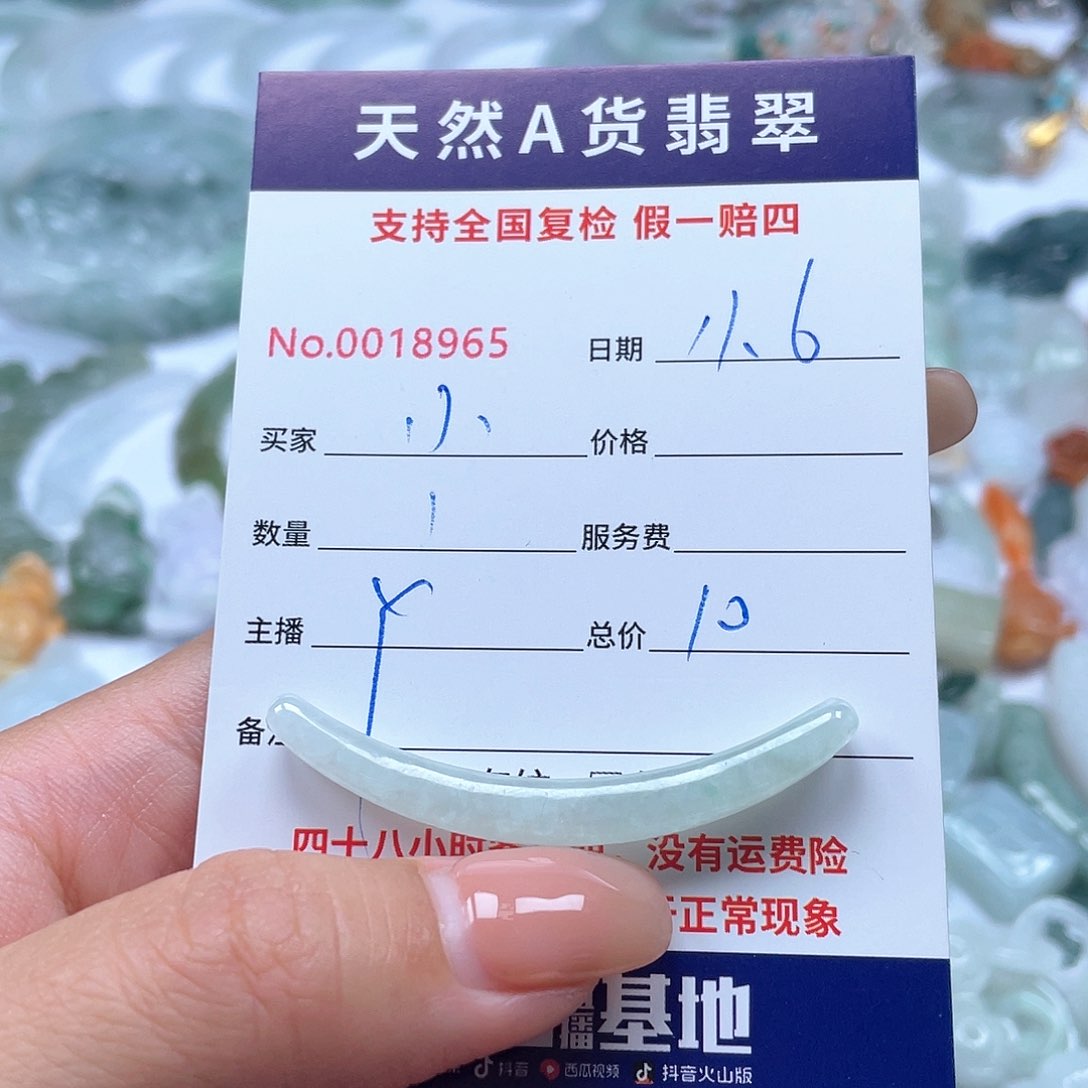 天然A货翡翠
支持全国复检 假一赔四
No.0018965 日期 小6
买家 小 价格
数量 1 服务费
主播 Y 总价 10
备
四十八小时 没有运费险
正常现象
播基地
抖音 西瓜视频 抖音火山版